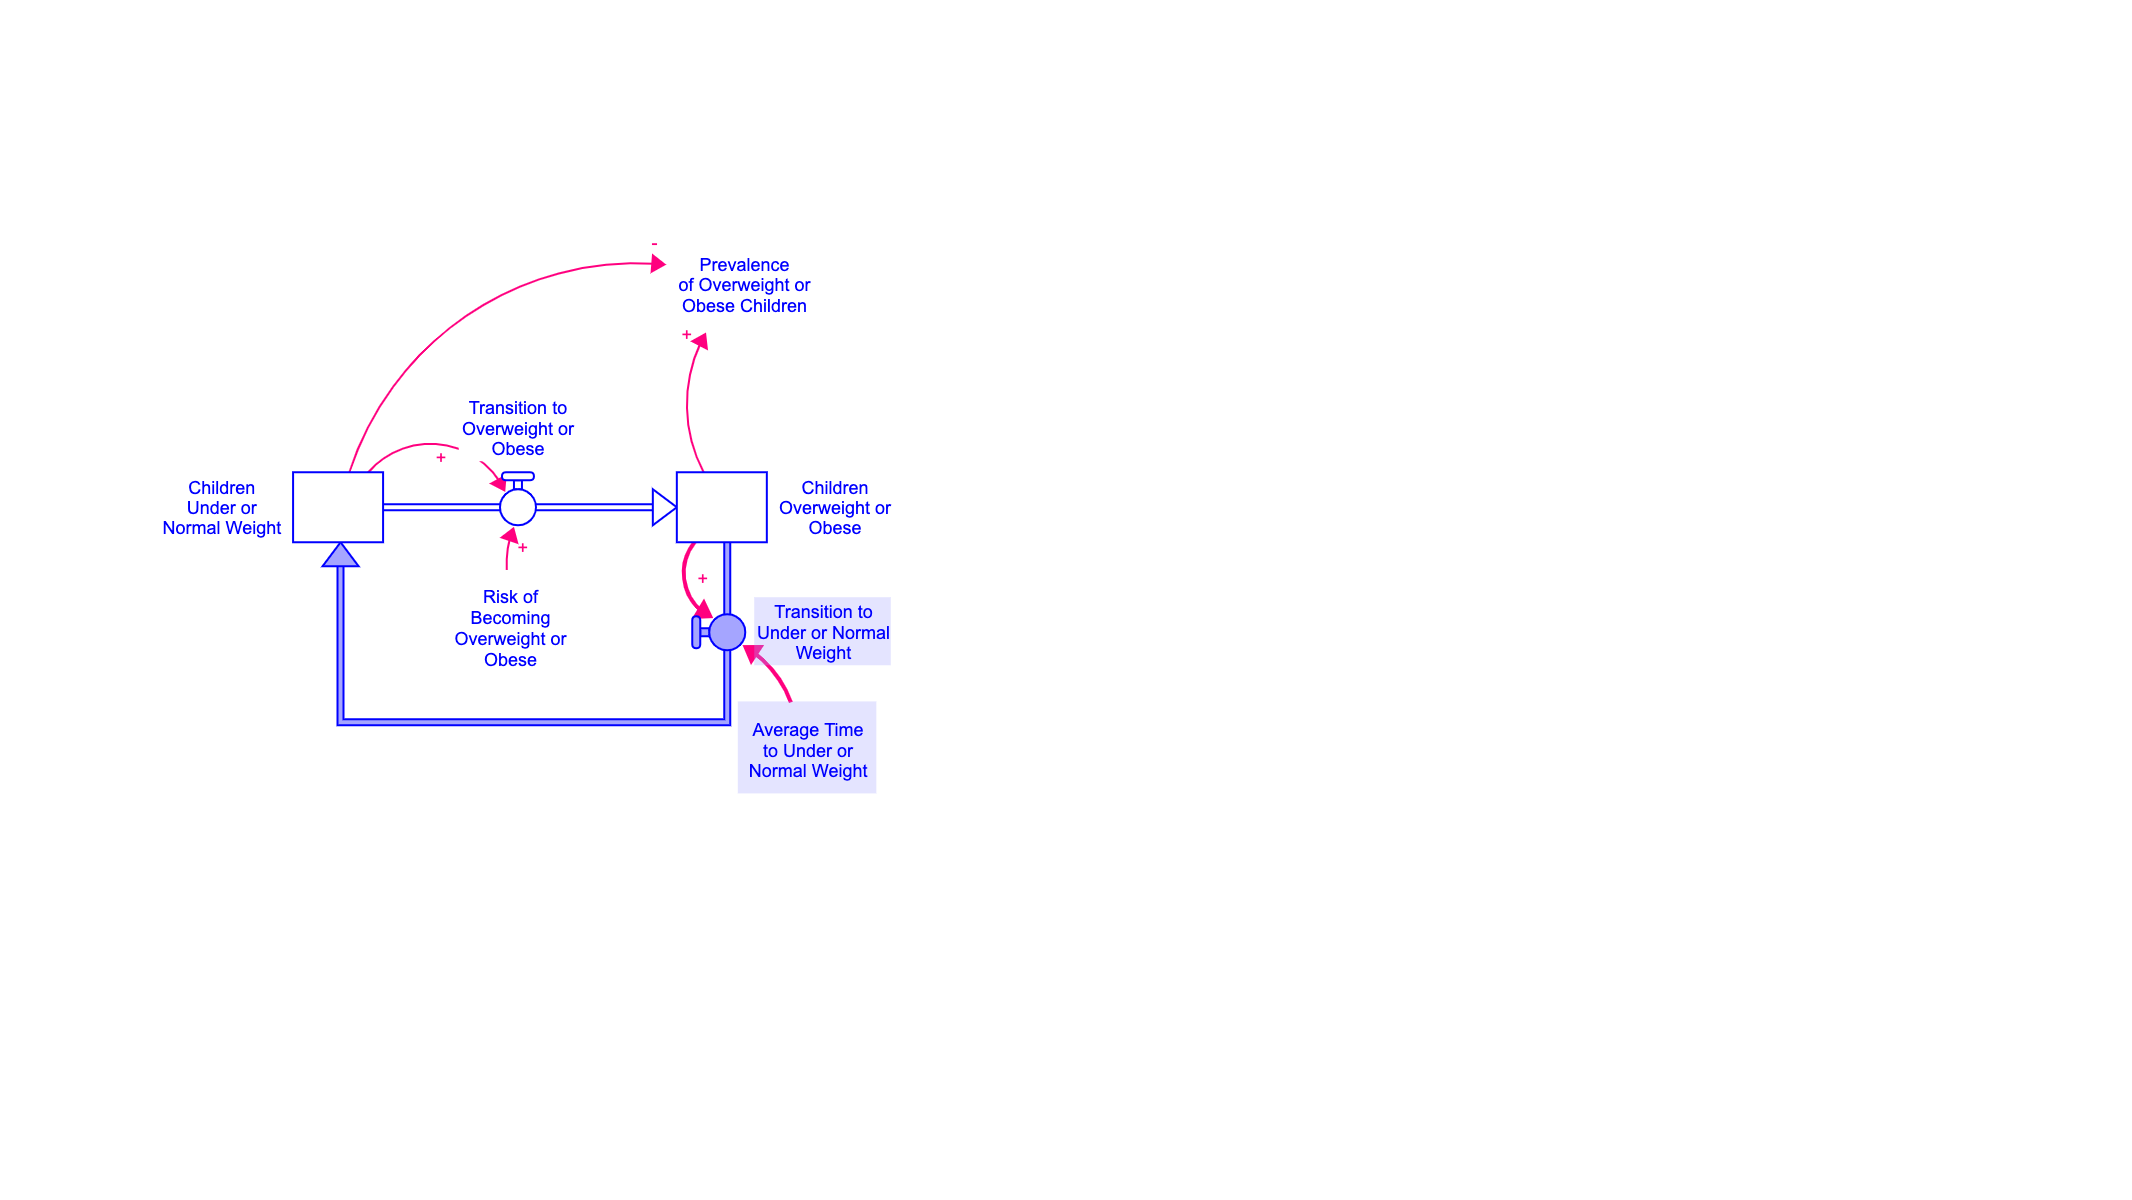 -
Prevalence
of Overweight or
Obese Children
+
Transition to
Overweight or
Obese
+
Children
Under or
Normal Weight
Children
Overweight or
Obese
+
Risk of
Becoming
Overweight or
Obese
+
Transition to
Under or Normal
Weight
Average Time
to Under or
Normal Weight